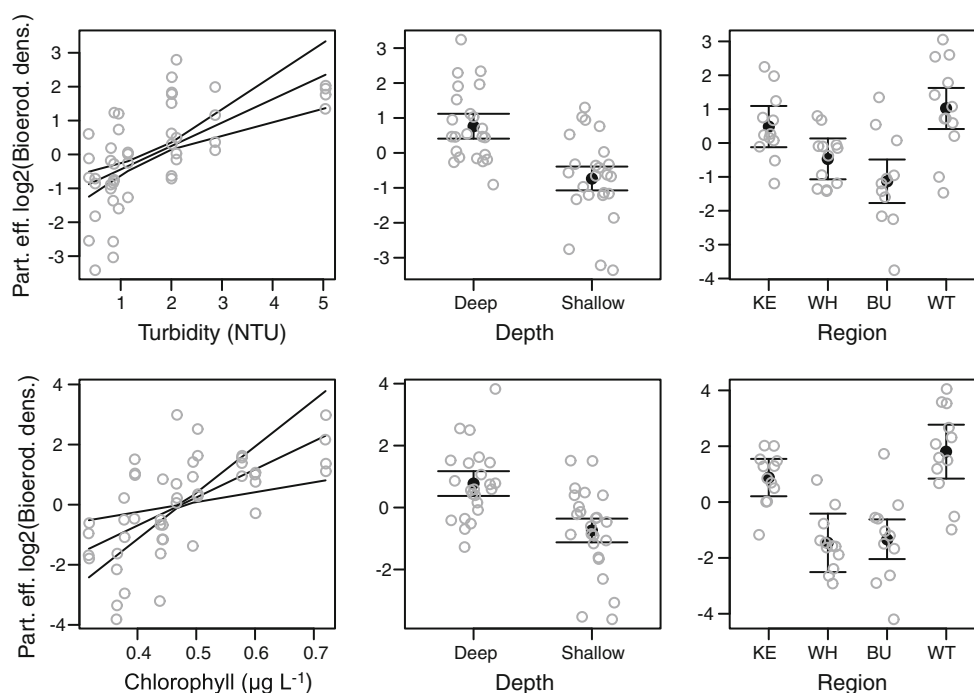 Part. eff. log2(Bioerod. dens.)
3
2
1
0
-1
-2
-3
1 2 3 4 5
Turbidity (NTU)
3
2
1
0
-1
-2
-3
Deep Shallow
Depth
3
2
1
0
-1
-2
-3
-4
KE WH BU WT
Region
Part. eff. log2(Bioerod. dens.)
4
2
0
-2
-4
0.4 0.5 0.6 0.7
Chlorophyll (µg L-1)
4
2
0
-2
Deep Shallow
Depth
4
2
0
-2
-4
KE WH BU WT
Region